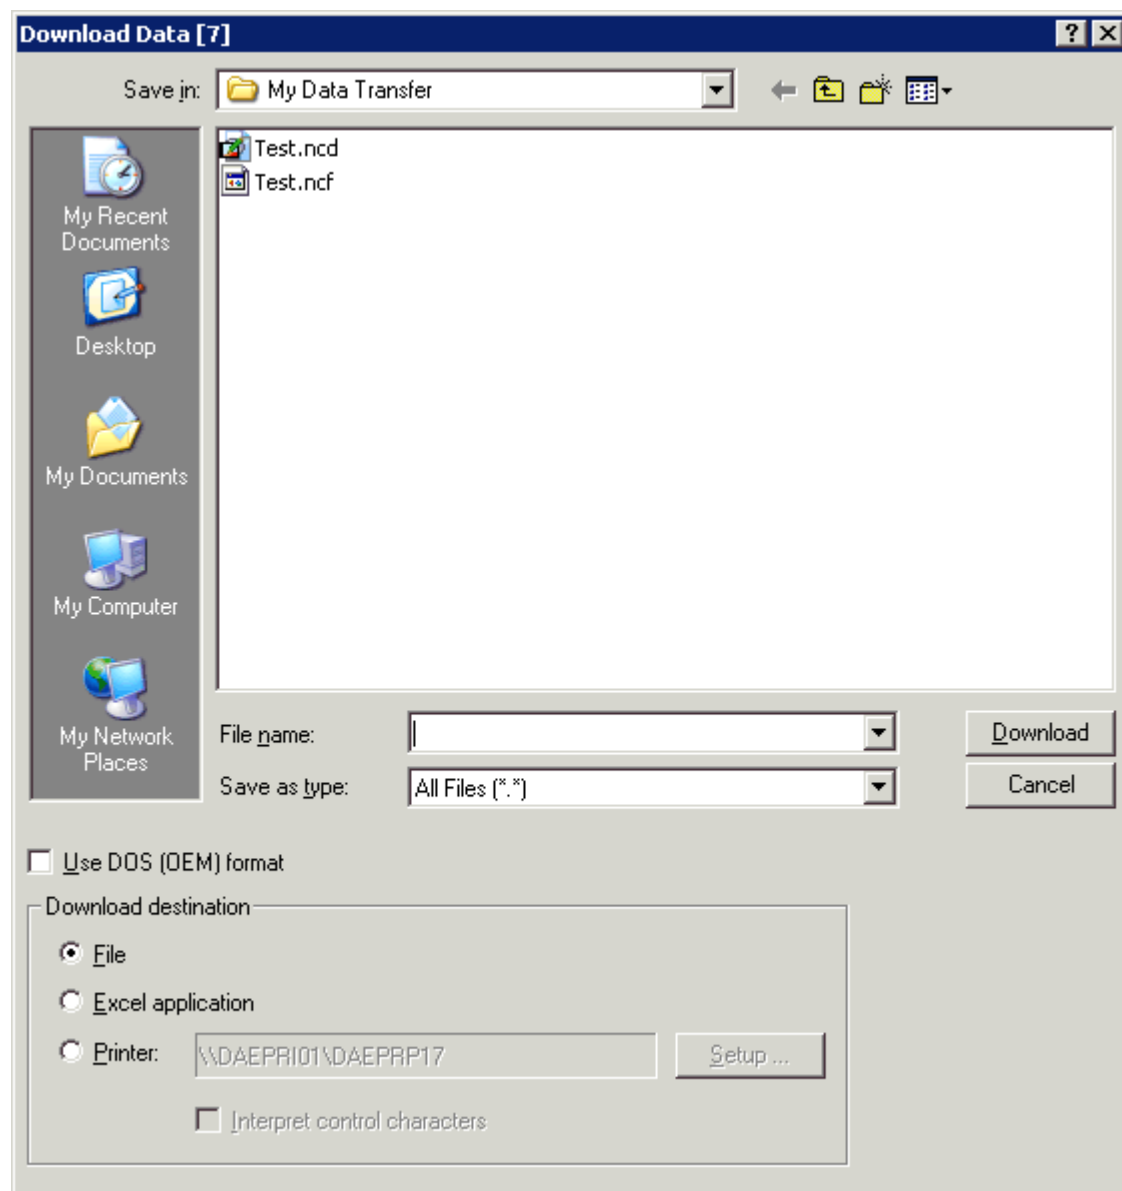 Download Data [7]
Save in:
My Data Transfer
My Recent
Documents
Desktop
My Documents
My Computer
My Network
Places
Test.ncd
Test.ncf
File name:
Download
Save as type:
All Files (*.*)
Cancel
Use DOS (OEM) format
Download destination
File
Excel application
Printer:
\\DAEPRI01\DAEPRP17
Setup ...
Interpret control characters